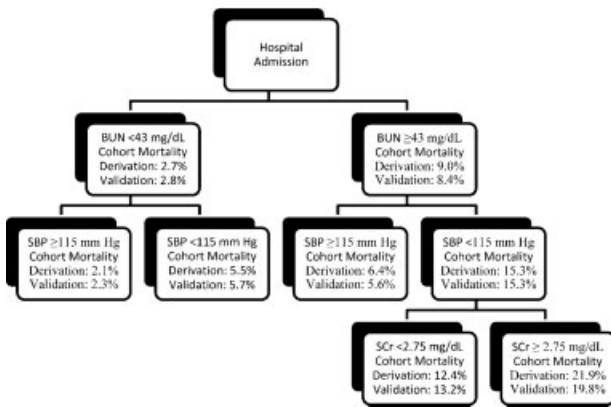 Hospital
Admission
BUN <43 mg/dL
Cohort Mortality
Derivation: 2.7%
Validation: 2.8%
BUN ≥43 mg/dL
Cohort Mortality
Derivation: 9.0%
Validation: 8.4%
SBP ≥115 mm Hg
Cohort Mortality
Derivation: 2.1%
Validation: 2.3%
SBP <115 mm Hg
Cohort Mortality
Derivation: 5.5%
Validation: 5.7%
SBP ≥115 mm Hg
Cohort Mortality
Derivation: 6.4%
Validation: 5.6%
SBP <115 mm Hg
Cohort Mortality
Derivation: 15.3%
Validation: 15.3%
SCr <2.75 mg/dL
Cohort Mortality
Derivation: 12.4%
Validation: 13.2%
SCr ≥ 2.75 mg/dL
Cohort Mortality
Derivation: 21.9%
Validation: 19.8%